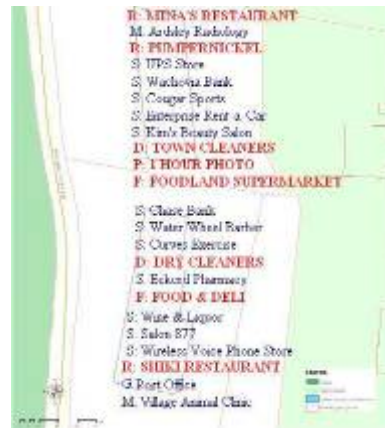 R: MINA'S RESTAURANT
M: Ardsley Radiology
R: PUMPERNICKEL
S: UPS Store
S: Wachovia Bank
S: Cougar Sports
S: Enterprise Rent a Car
S: Kim's Beauty Salon
D: TOWN CLEANERS
P: 1 HOUR PHOTO
F: FOODLAND SUPERMARKET
S: Chase Bank
S: Water Wheel Barber
S: Curves Exercise
D: DRY CLEANERS
S: Eckerd Pharmacy
F: FOOD & DELI
S: Wine & Liquor
S: Salon 877
S: Wireless Voice Phone Store
R: SHIKI RESTAURANT
G: Post Office
M: Village Animal Clinic